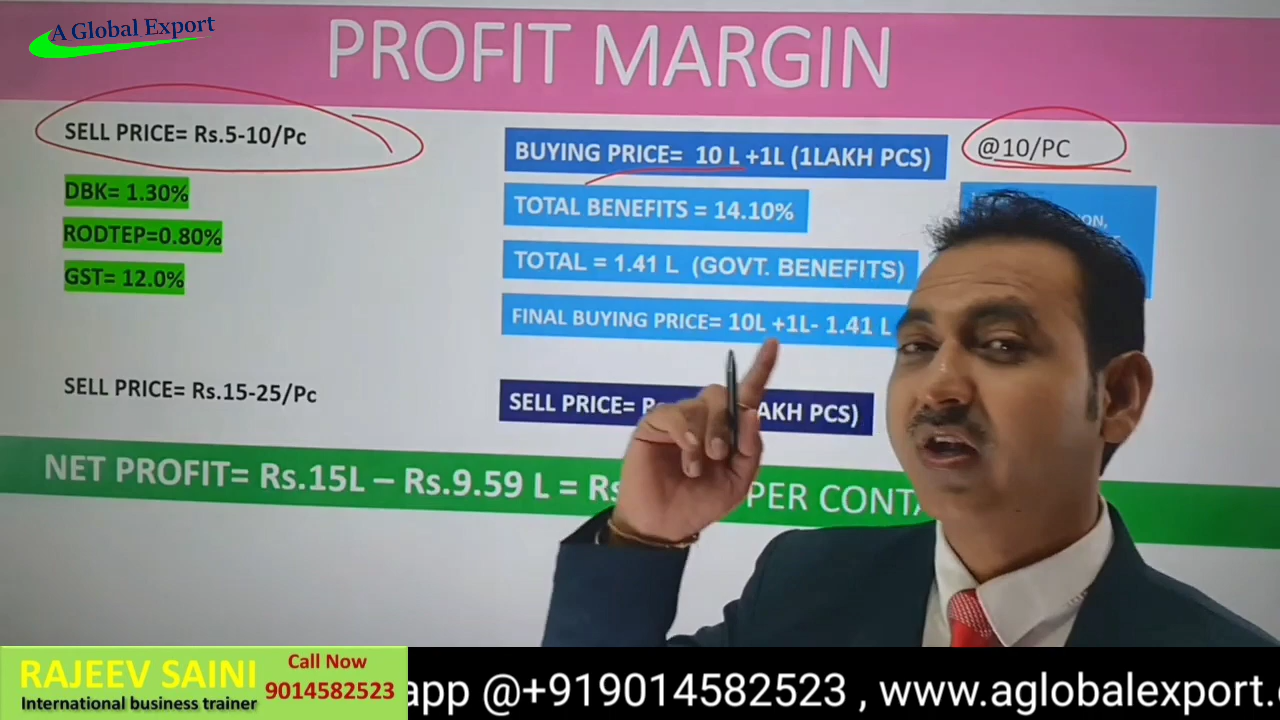 A Global Export
PROFIT MARGIN
SELL PRICE= Rs.5-10/Pc
DBK= 1.30%
RODTEP=0.80%
GST= 12.0%
SELL PRICE= Rs.15-25/Pc
BUYING PRICE= 10 L +1L (1LAKH PCS)
TOTAL BENEFITS = 14.10%
TOTAL = 1.41 L (GOVT. BENEFITS)
FINAL BUYING PRICE= 10L +1L- 1.41 L
SELL PRICE= AKH PCS)
@10/PC
NET PROFIT= Rs.15L – Rs.9.59 L = Rs PER CONTA
RAJEEV SAINI
International business trainer
Call Now
9014582523
app @+919014582523 , www.aglobalexport.